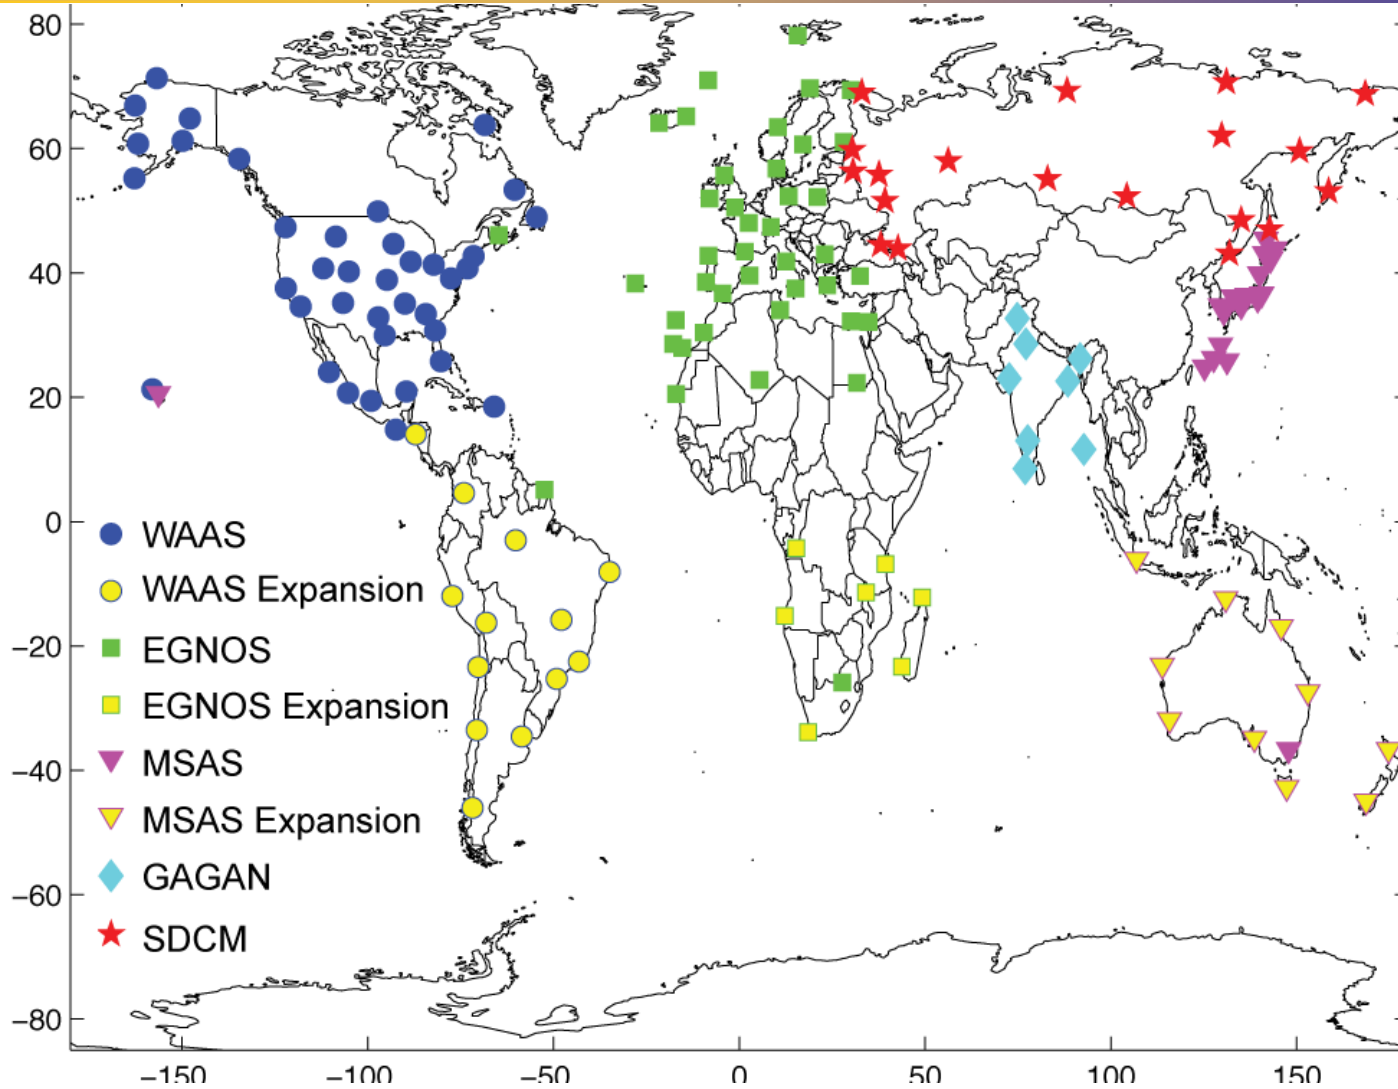 80
60
40
20
0
−20
−40
−60
−80
WAAS
WAAS Expansion
EGNOS
EGNOS Expansion
MSAS
MSAS Expansion
GAGAN
SDCM
−150 −100 −50 0 50 100 150